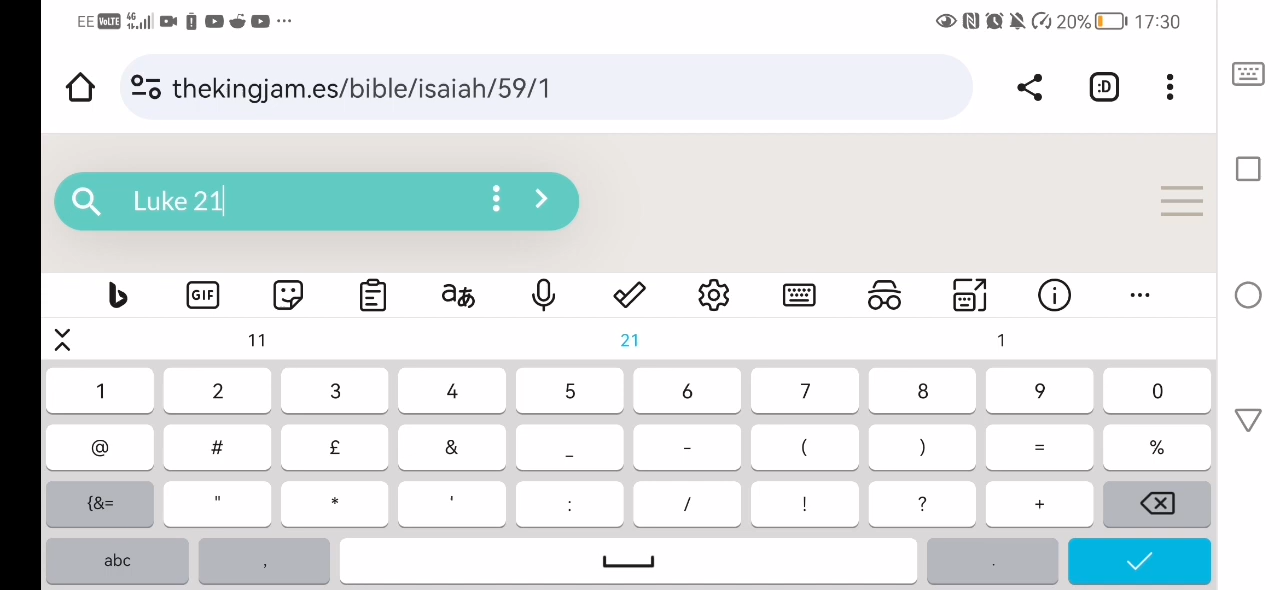 EE VoLTE 4G 20% 17:30
thekingjam.es/bible/isaiah/59/1 :D
Luke 21
GIF aあ
11 21 1
1 2 3 4 5 6 7 8 9 0
@ # £ & _ - ( ) = %
{&= " * ' : / ! ? +
abc , .